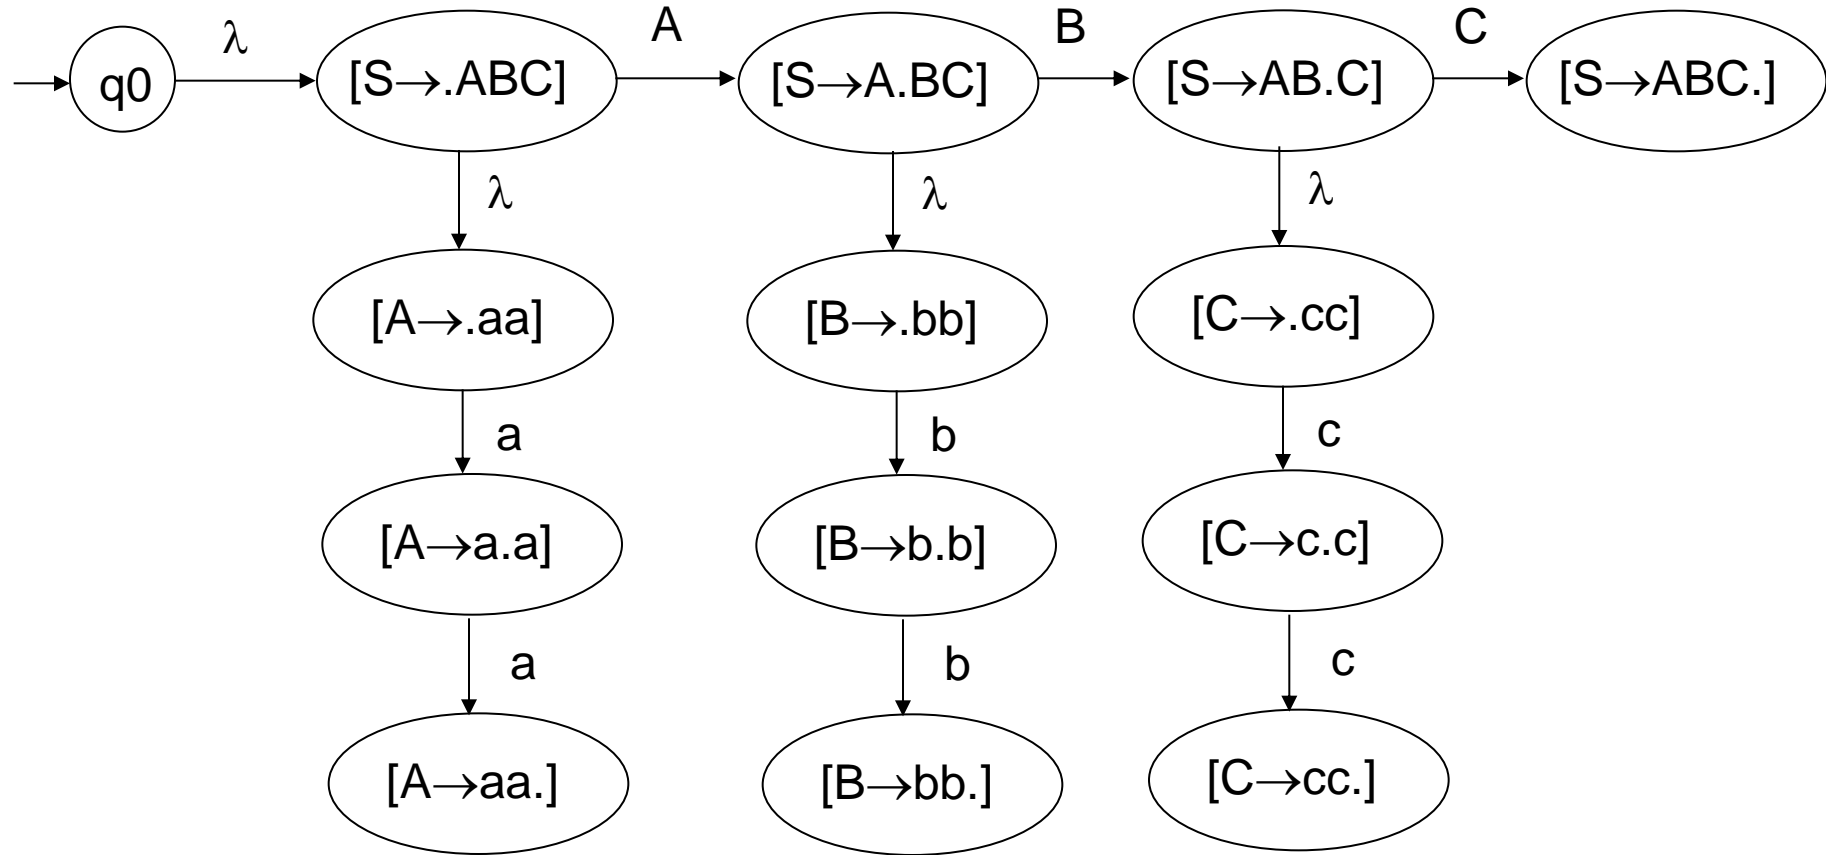 λ A B C
q0 [S→.ABC] [S→A.BC] [S→AB.C] [S→ABC.]
λ λ λ
[A→.aa] [B→.bb] [C→.cc]
a b c
[A→a.a] [B→b.b] [C→c.c]
a b c
[A→aa.] [B→bb.] [C→cc.]